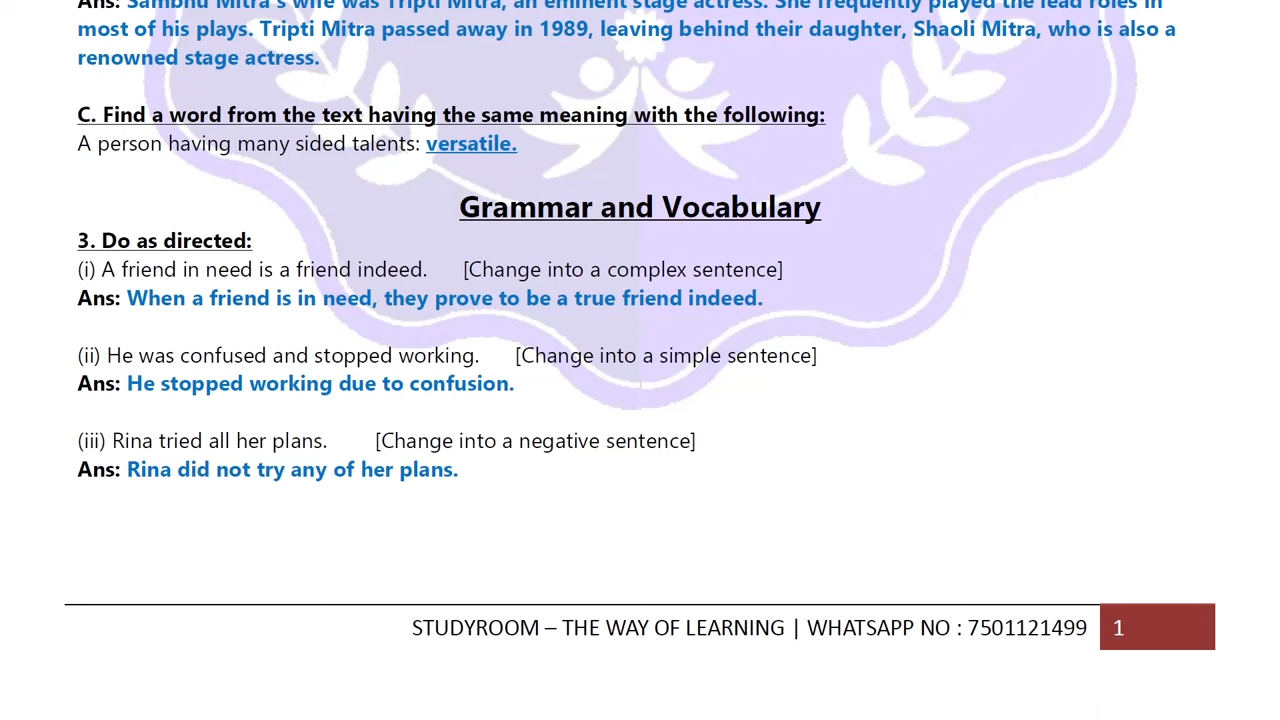 Ans: Sambhu Mitra's wife was Tripti Mitra, an eminent stage actress. She frequently played the lead roles in
most of his plays. Tripti Mitra passed away in 1989, leaving behind their daughter, Shaoli Mitra, who is also a
renowned stage actress.
C. Find a word from the text having the same meaning with the following:
A person having many sided talents: versatile.
Grammar and Vocabulary
3. Do as directed:
(i) A friend in need is a friend indeed. [Change into a complex sentence]
Ans: When a friend is in need, they prove to be a true friend indeed.
(ii) He was confused and stopped working. [Change into a simple sentence]
Ans: He stopped working due to confusion.
(iii) Rina tried all her plans. [Change into a negative sentence]
Ans: Rina did not try any of her plans.
STUDYROOM – THE WAY OF LEARNING | WHATSAPP NO : 7501121499 1